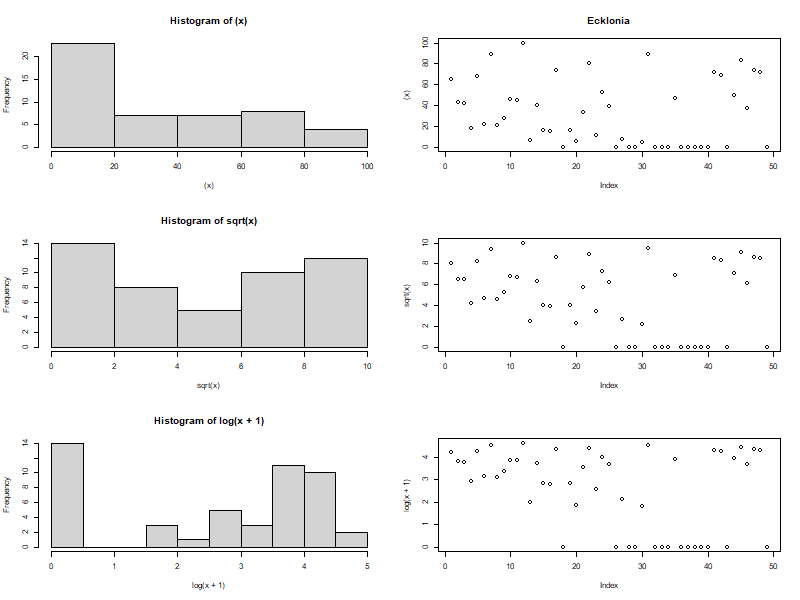 Histogram of (x)
Frequency
0 5 10 15 20
0 20 40 60 80 100
(x)
Ecklonia
(x)
0 20 40 60 80 100
0 10 20 30 40 50
Index
Histogram of sqrt(x)
Frequency
0 2 4 6 8 10 14
0 2 4 6 8 10
sqrt(x)
sqrt(x)
0 2 4 6 8 10
0 10 20 30 40 50
Index
Histogram of log(x + 1)
Frequency
0 2 4 6 8 10 14
0 1 2 3 4 5
log(x + 1)
log(x + 1)
0 1 2 3 4
0 10 20 30 40 50
Index